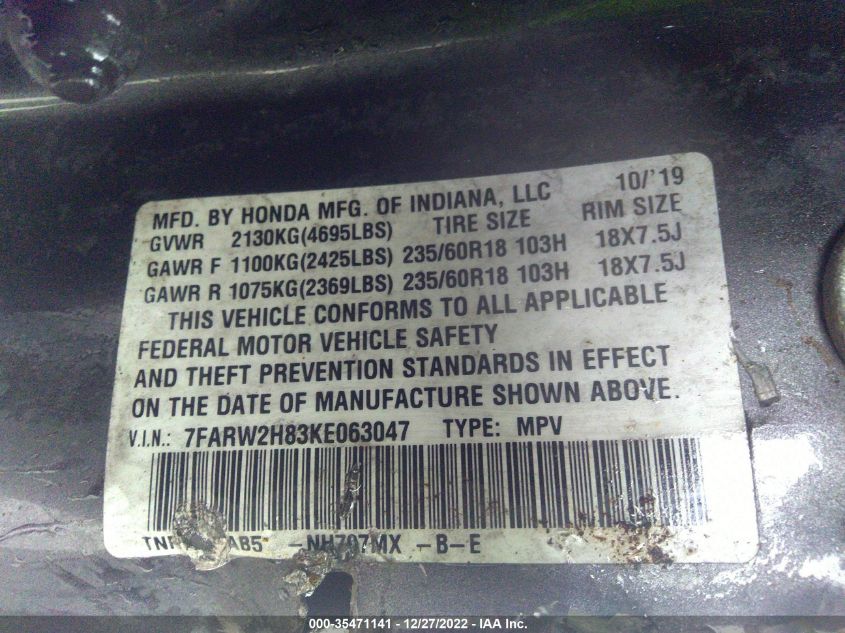 MFD. BY HONDA MFG. OF INDIANA, LLC 10/'19
GVWR 2130KG(4695LBS) TIRE SIZE RIM SIZE
GAWR F 1100KG(2425LBS) 235/60R18 103H 18X7.5J
GAWR R 1075KG(2369LBS) 235/60R18 103H 18X7.5J
THIS VEHICLE CONFORMS TO ALL APPLICABLE
FEDERAL MOTOR VEHICLE SAFETY
AND THEFT PREVENTION STANDARDS IN EFFECT
ON THE DATE OF MANUFACTURE SHOWN ABOVE.
V.I.N.: 7FARW2H83KE063047 TYPE: MPV
-B-E
000-35471141 - 12/27/2022 - IAA Inc.